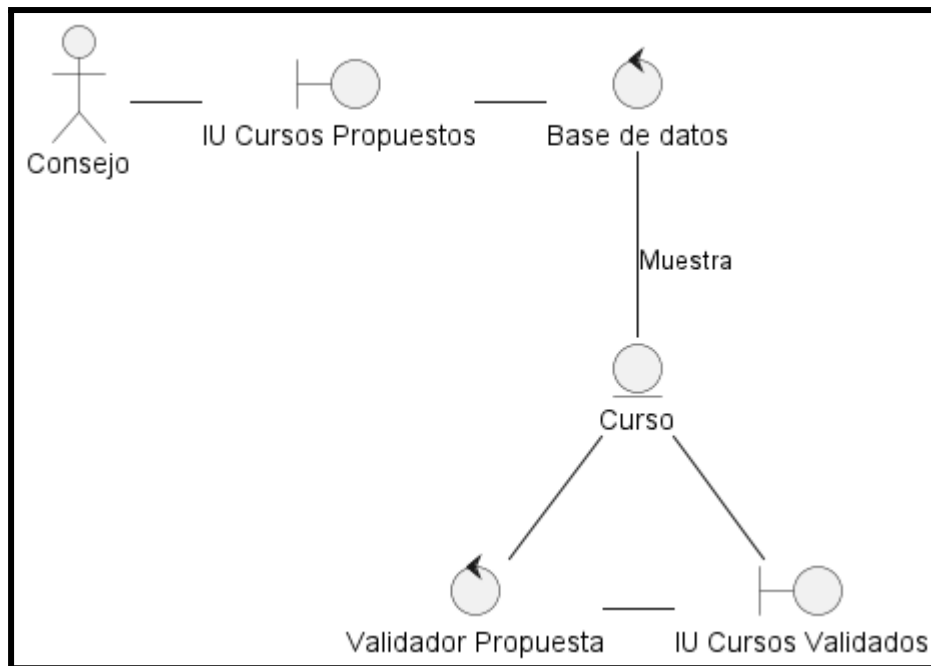 Consejo
IU Cursos Propuestos
Base de datos
Muestra
Curso
Validador Propuesta
IU Cursos Validados